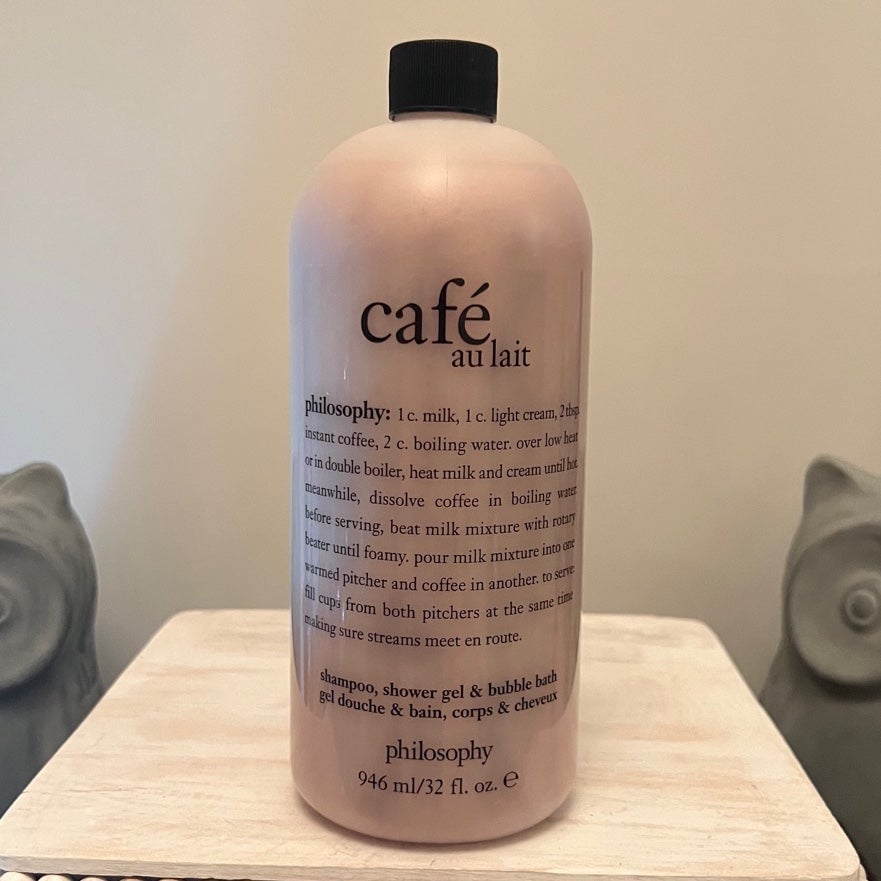 café
au lait
philosophy: 1 c. milk, 1 c. light cream, 2 tbsp.
instant coffee, 2 c. boiling water. over low heat
or in double boiler, heat milk and cream until hot.
meanwhile, dissolve coffee in boiling water.
before serving, beat milk mixture with rotary
beater until foamy. pour milk mixture into one
warmed pitcher and coffee in another. to serve:
fill cups from both pitchers at the same time
making sure streams meet en route.
shampoo, shower gel & bubble bath
gel douche & bain, corps & cheveux
philosophy
946 ml/32 fl. oz. ℮